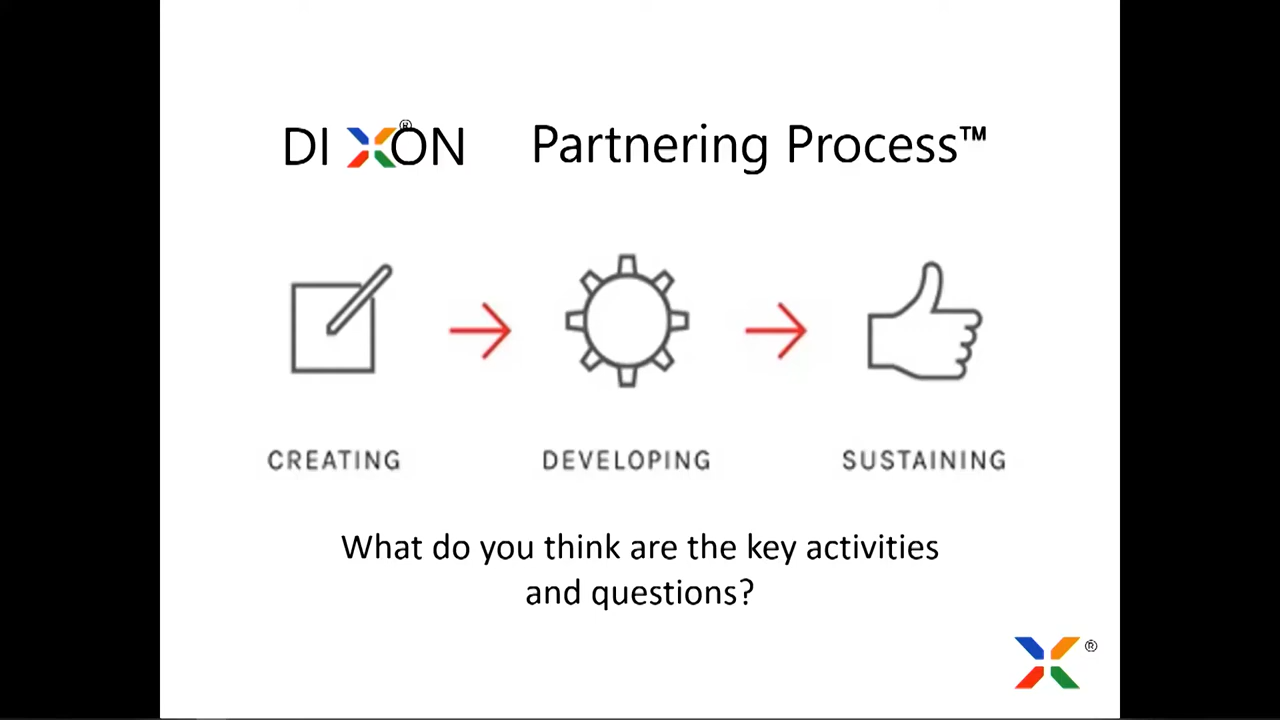 DIXON® Partnering Process™
CREATING DEVELOPING SUSTAINING
What do you think are the key activities
and questions?
X®